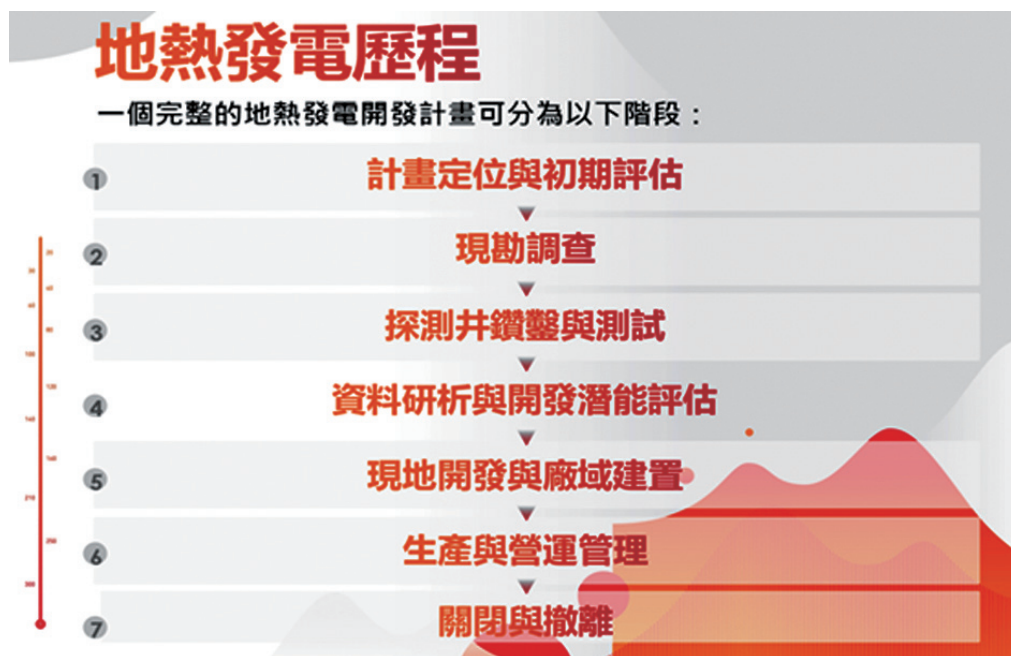 地熱發電歷程
一個完整的地熱發電開發計畫可分為以下階段：
1 計畫定位與初期評估
2 現勘調查
3 探測井鑽鑿與測試
4 資料研析與開發潛能評估
5 現地開發與廠域建置
6 生產與營運管理
7 關閉與撤離